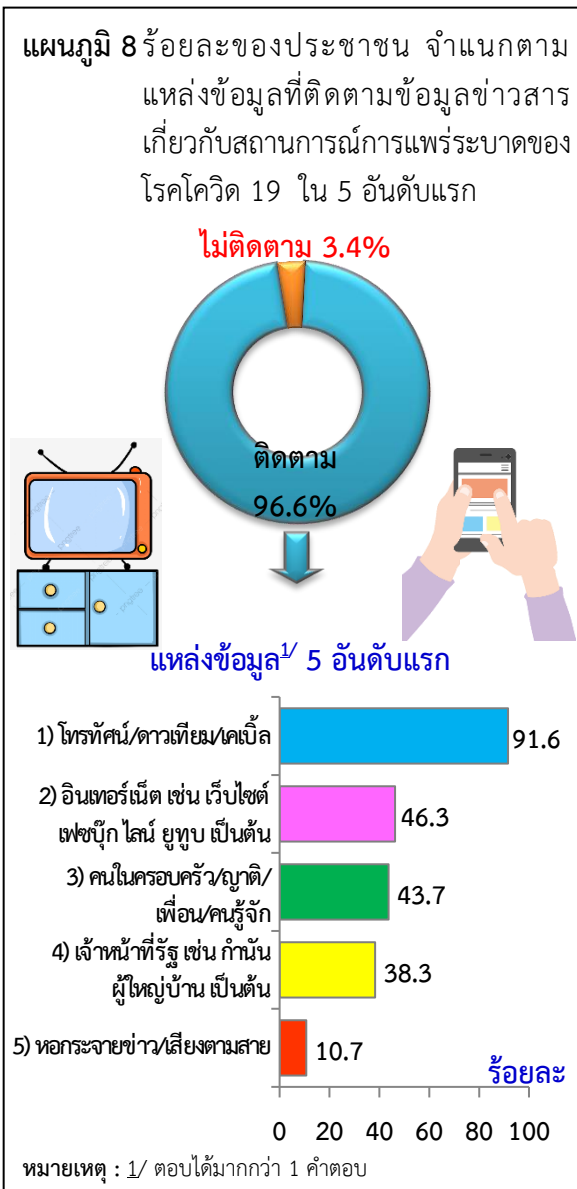 แผนภูมิ 8 ร้อยละของประชาชน จำแนกตาม
แหล่งข้อมูลที่ติดตามข้อมูลข่าวสาร
เกี่ยวกับสถานการณ์การแพร่ระบาดของ
โรคโควิด 19 ใน 5 อันดับแรก
ไม่ติดตาม 3.4%
ติดตาม
96.6%
แหล่งข้อมูล1/ 5 อันดับแรก
1) โทรทัศน์/ดาวเทียม/เคเบิ้ล
91.6
2) อินเทอร์เน็ต เช่น เว็บไซต์
เฟซบุ๊ก ไลน์ ยูทูบ เป็นต้น
46.3
3) คนในครอบครัว/ญาติ/
เพื่อน/คนรู้จัก
43.7
4) เจ้าหน้าที่รัฐ เช่น กำนัน
ผู้ใหญ่บ้าน เป็นต้น
38.3
5) หอกระจายข่าว/เสียงตามสาย
10.7
ร้อยละ
0 20 40 60 80 100
หมายเหตุ : 1/ ตอบได้มากกว่า 1 คำตอบ